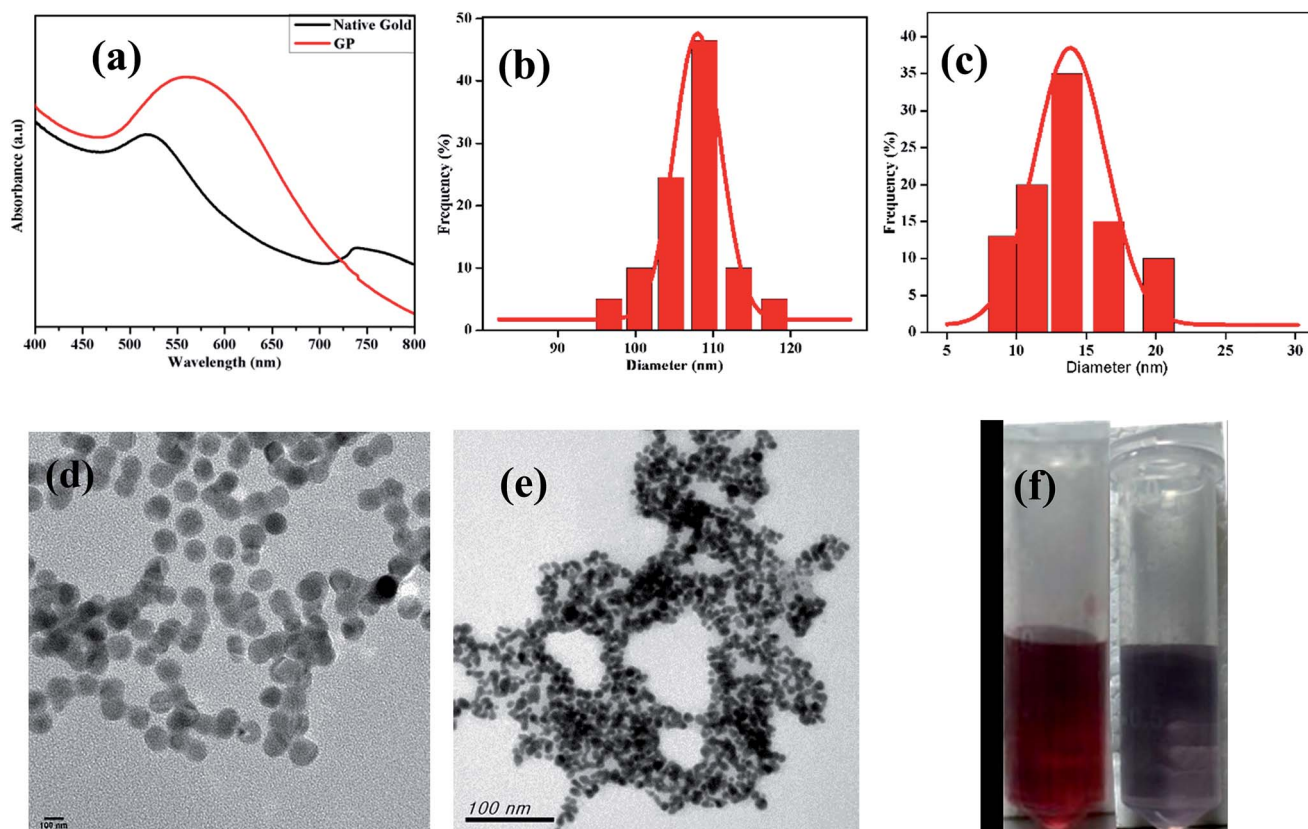 (a)
Native Gold
GP
Absorbance (a.u)
400 450 500 550 600 650 700 750 800
Wavelength (nm)
(b)
50
40
30
20
10
0
Frequency (%)
90 100 110 120
Diameter (nm)
(c)
40
35
30
25
20
15
10
5
0
Frequency (%)
5 10 15 20 25 30
Diameter (nm)
(d)
100 nm
(e)
100 nm
(f)